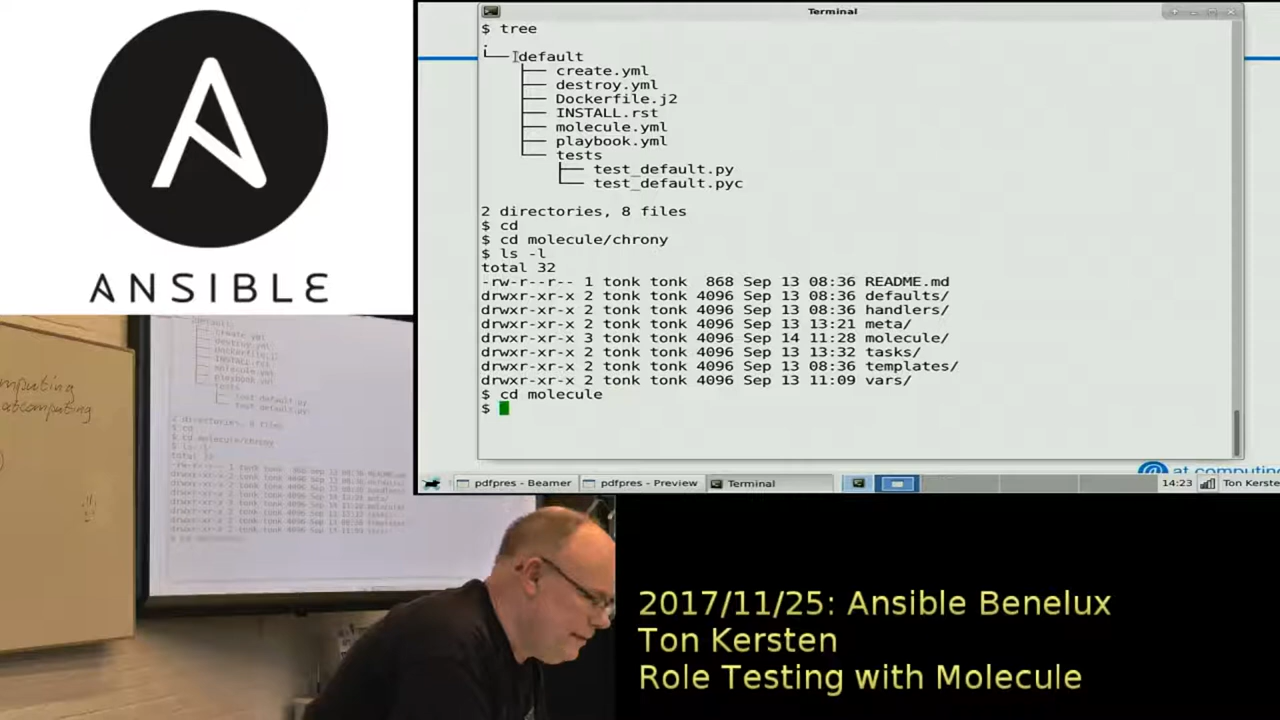 ANSIBLE
Terminal
$ tree
.
└── default
├── create.yml
├── destroy.yml
├── Dockerfile.j2
├── INSTALL.rst
├── molecule.yml
├── playbook.yml
└── tests
├── test_default.py
└── test_default.pyc
2 directories, 8 files
$ cd
$ cd molecule/chrony
$ ls -l
total 32
-rw-r--r-- 1 tonk tonk  868 Sep 13 08:36 README.md
drwxr-xr-x 2 tonk tonk 4096 Sep 13 08:36 defaults/
drwxr-xr-x 2 tonk tonk 4096 Sep 13 08:36 handlers/
drwxr-xr-x 2 tonk tonk 4096 Sep 13 13:21 meta/
drwxr-xr-x 3 tonk tonk 4096 Sep 14 11:28 molecule/
drwxr-xr-x 2 tonk tonk 4096 Sep 13 13:32 tasks/
drwxr-xr-x 2 tonk tonk 4096 Sep 13 08:36 templates/
drwxr-xr-x 2 tonk tonk 4096 Sep 13 11:09 vars/
$ cd molecule
$
@ at computing
pdfpres - Beamer pdfpres - Preview Terminal 14:23 Ton Kerste
mputing
atcomputing
2017/11/25: Ansible Benelux
Ton Kersten
Role Testing with Molecule